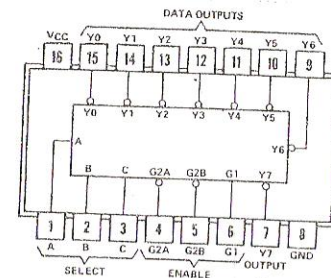 DATA OUTPUTS
VCC Y0 Y1 Y2 Y3 Y4 Y5 Y6
16 15 14 13 12 11 10 9
Y0 Y1 Y2 Y3 Y4 Y5
A Y6
B C G2A G2B G1 Y7
1 2 3 4 5 6 7 8
A B C G2A G2B G1 Y7 GND
SELECT ENABLE OUTPUT